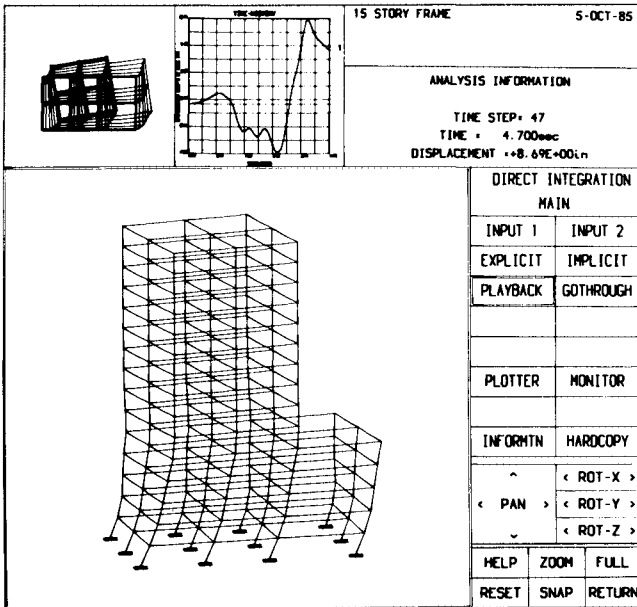 15 STORY FRAME 5-OCT-85
ANALYSIS INFORMATION
TIME STEP= 47
TIME = 4.700sec
DISPLACEMENT =+8.69E+00in
DIRECT INTEGRATION
MAIN
INPUT 1 INPUT 2
EXPLICIT IMPLICIT
PLAYBACK GOTHROUGH
PLOTTER MONITOR
INFORMTN HARDCOPY
^
< PAN >
< ROT-X >
< ROT-Y >
< ROT-Z >
HELP ZOOM FULL
RESET SNAP RETURN